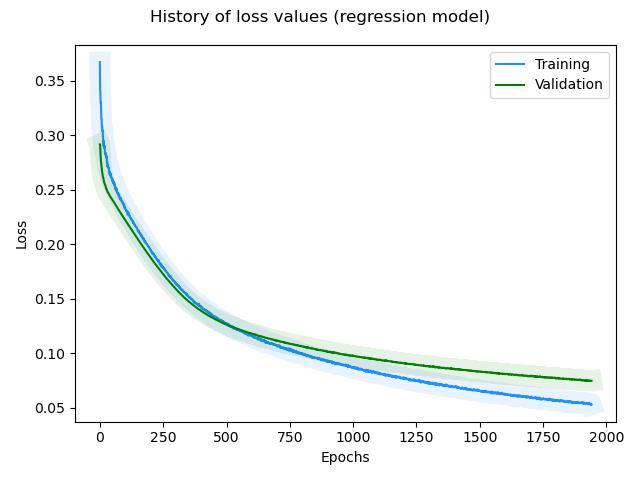 History of loss values (regression model)
Training
Validation
0.35
0.30
0.25
0.20
0.15
0.10
0.05
Loss
0 250 500 750 1000 1250 1500 1750 2000
Epochs